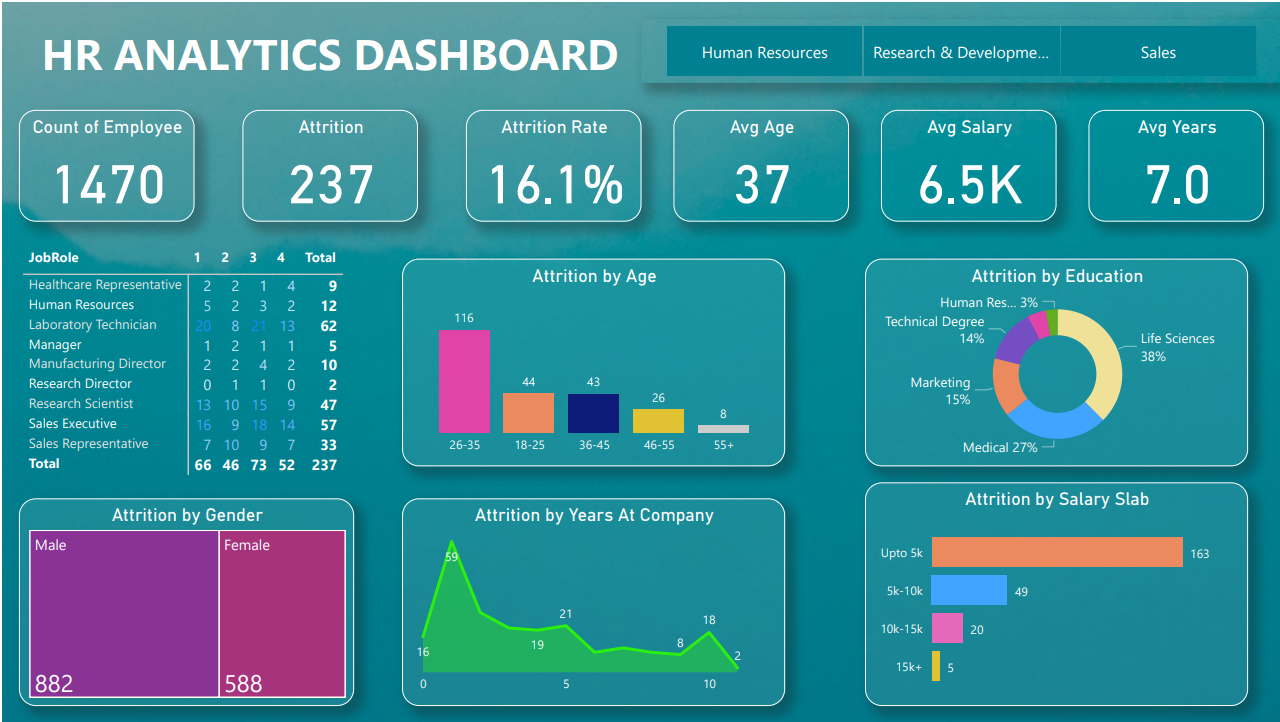 HR ANALYTICS DASHBOARD
Human Resources
Research & Developme...
Sales
Count of Employee
1470
Attrition
237
Attrition Rate
16.1%
Avg Age
37
Avg Salary
6.5K
Avg Years
7.0
JobRole 1 2 3 4 Total
Healthcare Representative 2 2 1 4 9
Human Resources 5 2 3 2 12
Laboratory Technician 20 8 21 13 62
Manager 1 2 1 1 5
Manufacturing Director 2 2 4 2 10
Research Director 0 1 1 0 2
Research Scientist 13 10 15 9 47
Sales Executive 16 9 18 14 57
Sales Representative 7 10 9 7 33
Total 66 46 73 52 237
Attrition by Age
116
44
43
26
8
26-35 18-25 36-45 46-55 55+
Attrition by Education
Human Res... 3%
Technical Degree
14%
Life Sciences
38%
Marketing
15%
Medical 27%
Attrition by Gender
Male
882
Female
588
Attrition by Years At Company
59
16
19
21
8
18
2
0 5 10
Attrition by Salary Slab
Upto 5k 163
5k-10k 49
10k-15k 20
15k+ 5